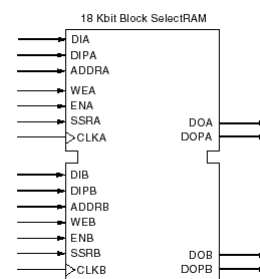 18 Kbit Block SelectRAM
DIA
DIPA
ADDRA
WEA
ENA
SSRA
CLKA
DOA
DOPA
DIB
DIPB
ADDRB
WEB
ENB
SSRB
CLKB
DOB
DOPB